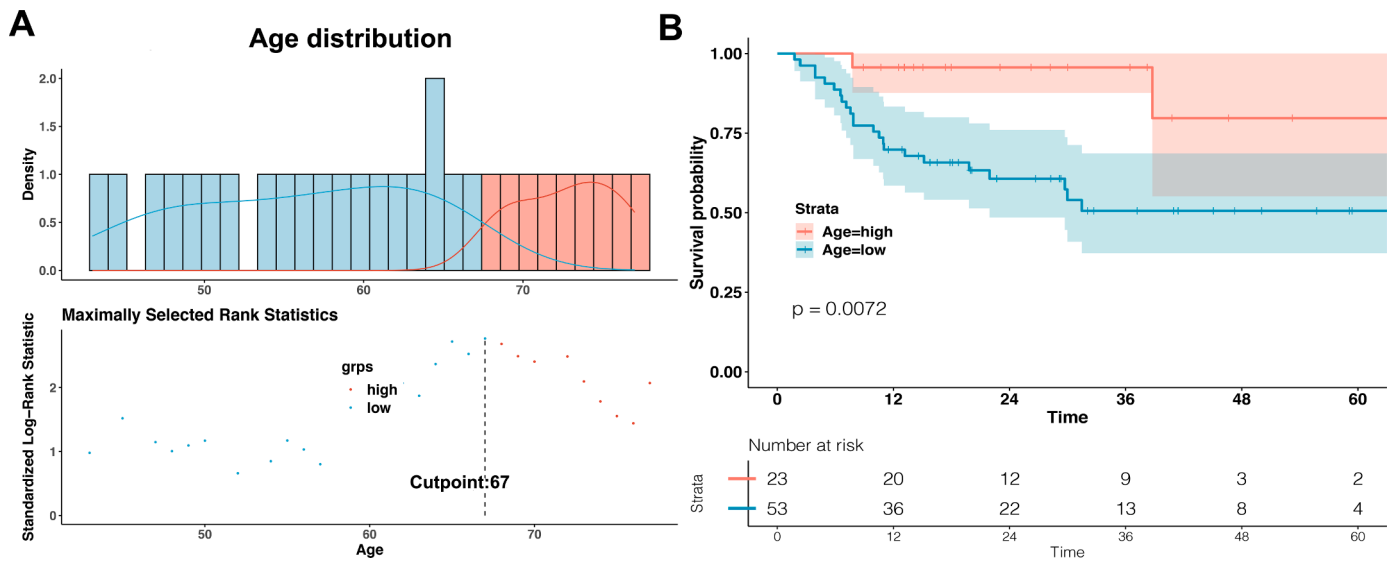 A
Age distribution
Density
2.0
1.5
1.0
0.5
0.0
50 60 70
Maximally Selected Rank Statistics
Standardized Log-Rank Statistic
2
1
0
grps
high
low
Cutpoint:67
50 60 70
Age
B
Survival probability
1.00
0.75
0.50
0.25
0.00
Strata
Age=high
Age=low
p = 0.0072
0 12 24 36 48 60
Time
Number at risk
Strata
23 20 12 9 3 2
53 36 22 13 8 4
0 12 24 36 48 60
Time